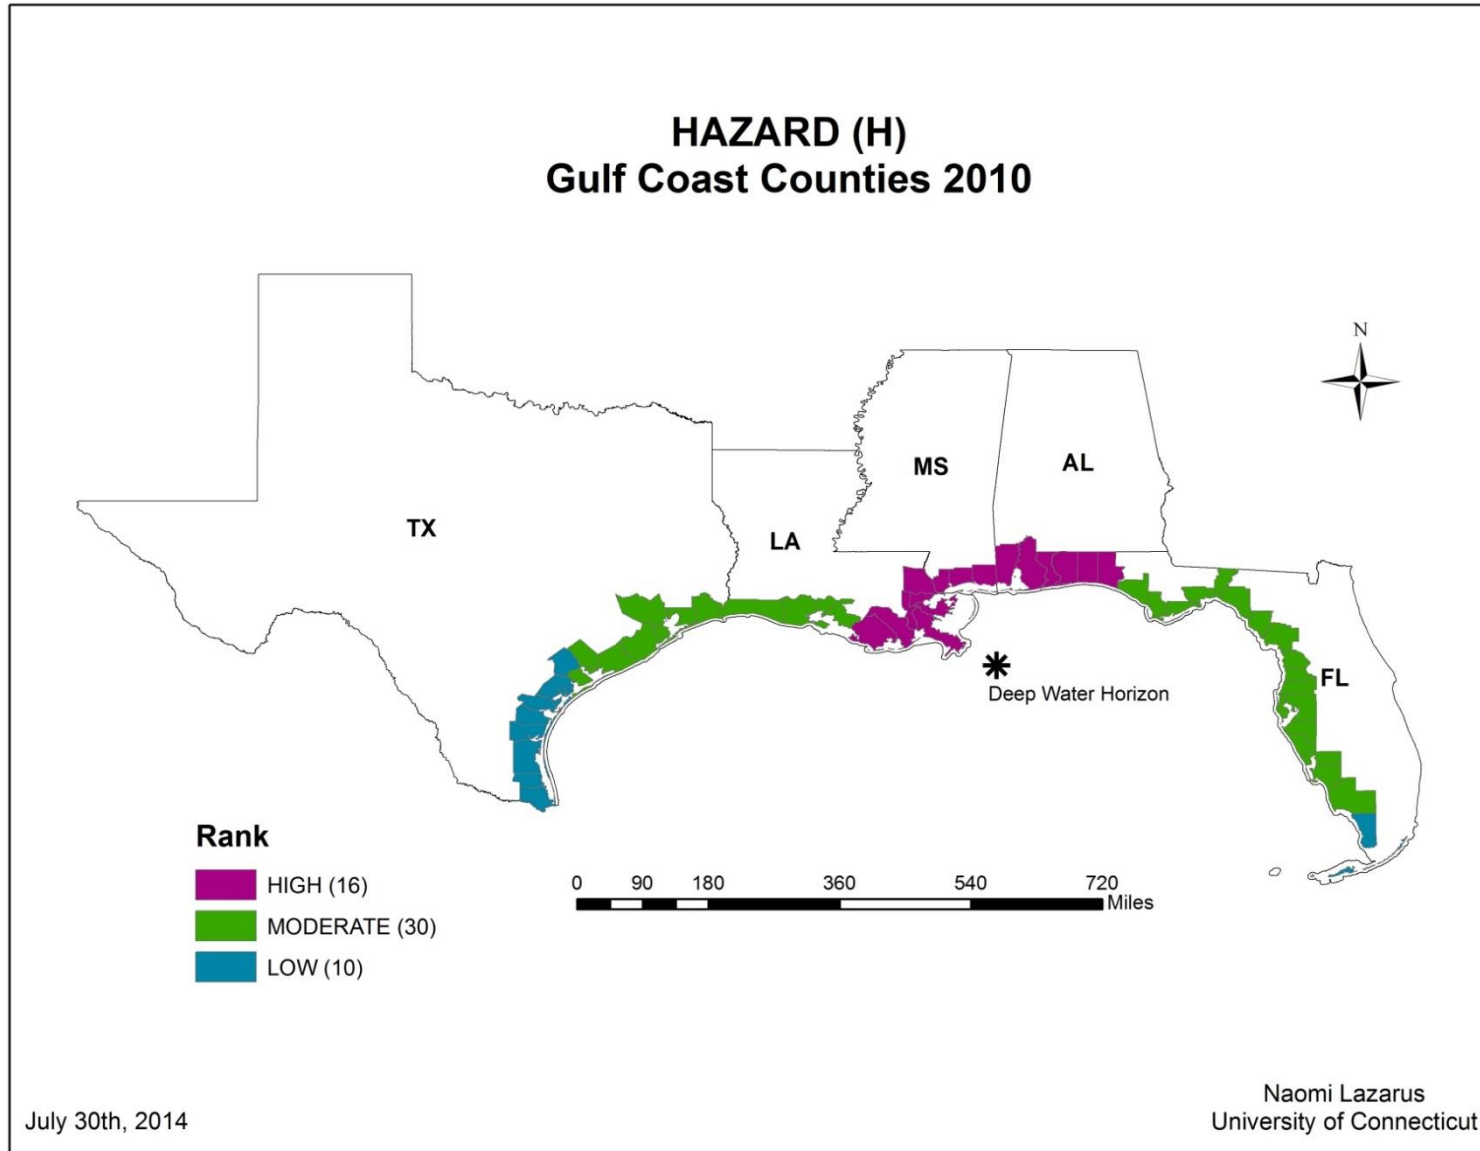 HAZARD (H)
Gulf Coast Counties 2010
N
MS
AL
TX
LA
FL
Deep Water Horizon
Rank
HIGH (16)
MODERATE (30)
LOW (10)
0 90 180 360 540 720
Miles
July 30th, 2014
Naomi Lazarus
University of Connecticut